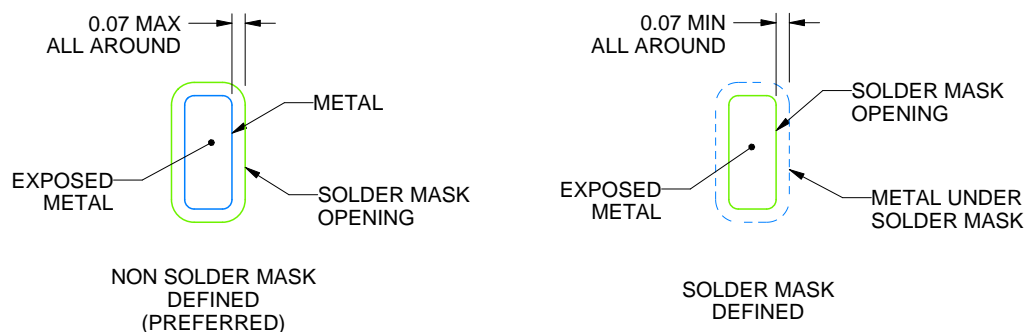 0.07 MAX
ALL AROUND
METAL
EXPOSED
METAL
SOLDER MASK
OPENING
NON SOLDER MASK
DEFINED
(PREFERRED)
0.07 MIN
ALL AROUND
SOLDER MASK
OPENING
EXPOSED
METAL
METAL UNDER
SOLDER MASK
SOLDER MASK
DEFINED